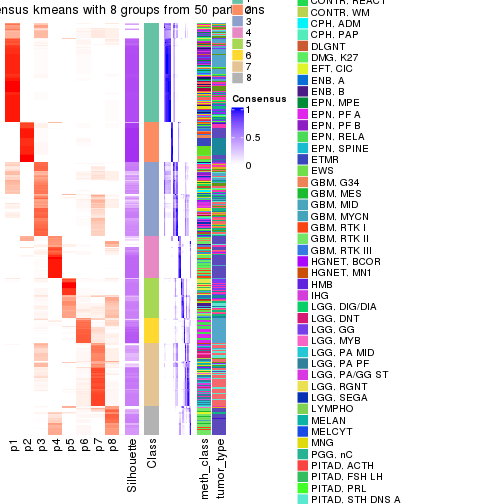 ensus kmeans with 8 groups from 50 partitions
2
3
4
5
6
7
8
Consensus
1
0.5
0
p1
p2
p3
p4
p5
p6
p7
p8
Silhouette
Class
meth_class
tumor_type
CONTR. REACT
CONTR. WM
CPH. ADM
CPH. PAP
DLGNT
DMG. K27
EFT. CIC
ENB. A
ENB. B
EPN. MPE
EPN. PF A
EPN. PF B
EPN. RELA
EPN. SPINE
ETMR
EWS
GBM. G34
GBM. MES
GBM. MID
GBM. MYCN
GBM. RTK I
GBM. RTK II
GBM. RTK III
HGNET. BCOR
HGNET. MN1
HMB
IHG
LGG. DIG/DIA
LGG. DNT
LGG. GG
LGG. MYB
LGG. PA MID
LGG. PA PF
LGG. PA/GG ST
LGG. RGNT
LGG. SEGA
LYMPHO
MELAN
MELCYT
MNG
PGG. nC
PITAD. ACTH
PITAD. FSH LH
PITAD. PRL
PITAD. STH DNS A